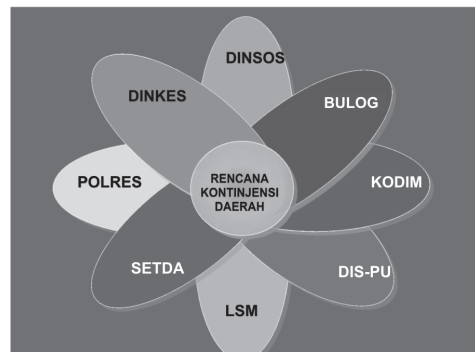 DINSOS
DINKES
BULOG
POLRES
RENCANA
KONTINJENSI
DAERAH
KODIM
SETDA
DIS-PU
LSM